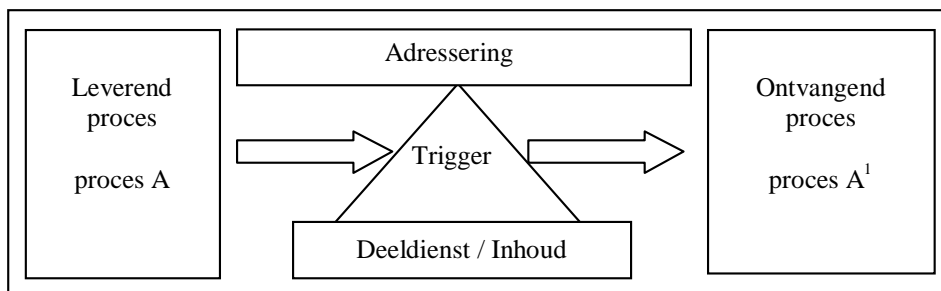 Leverend
proces
proces A
Adressering
Trigger
Deeldienst / Inhoud
Ontvangend
proces
proces A¹